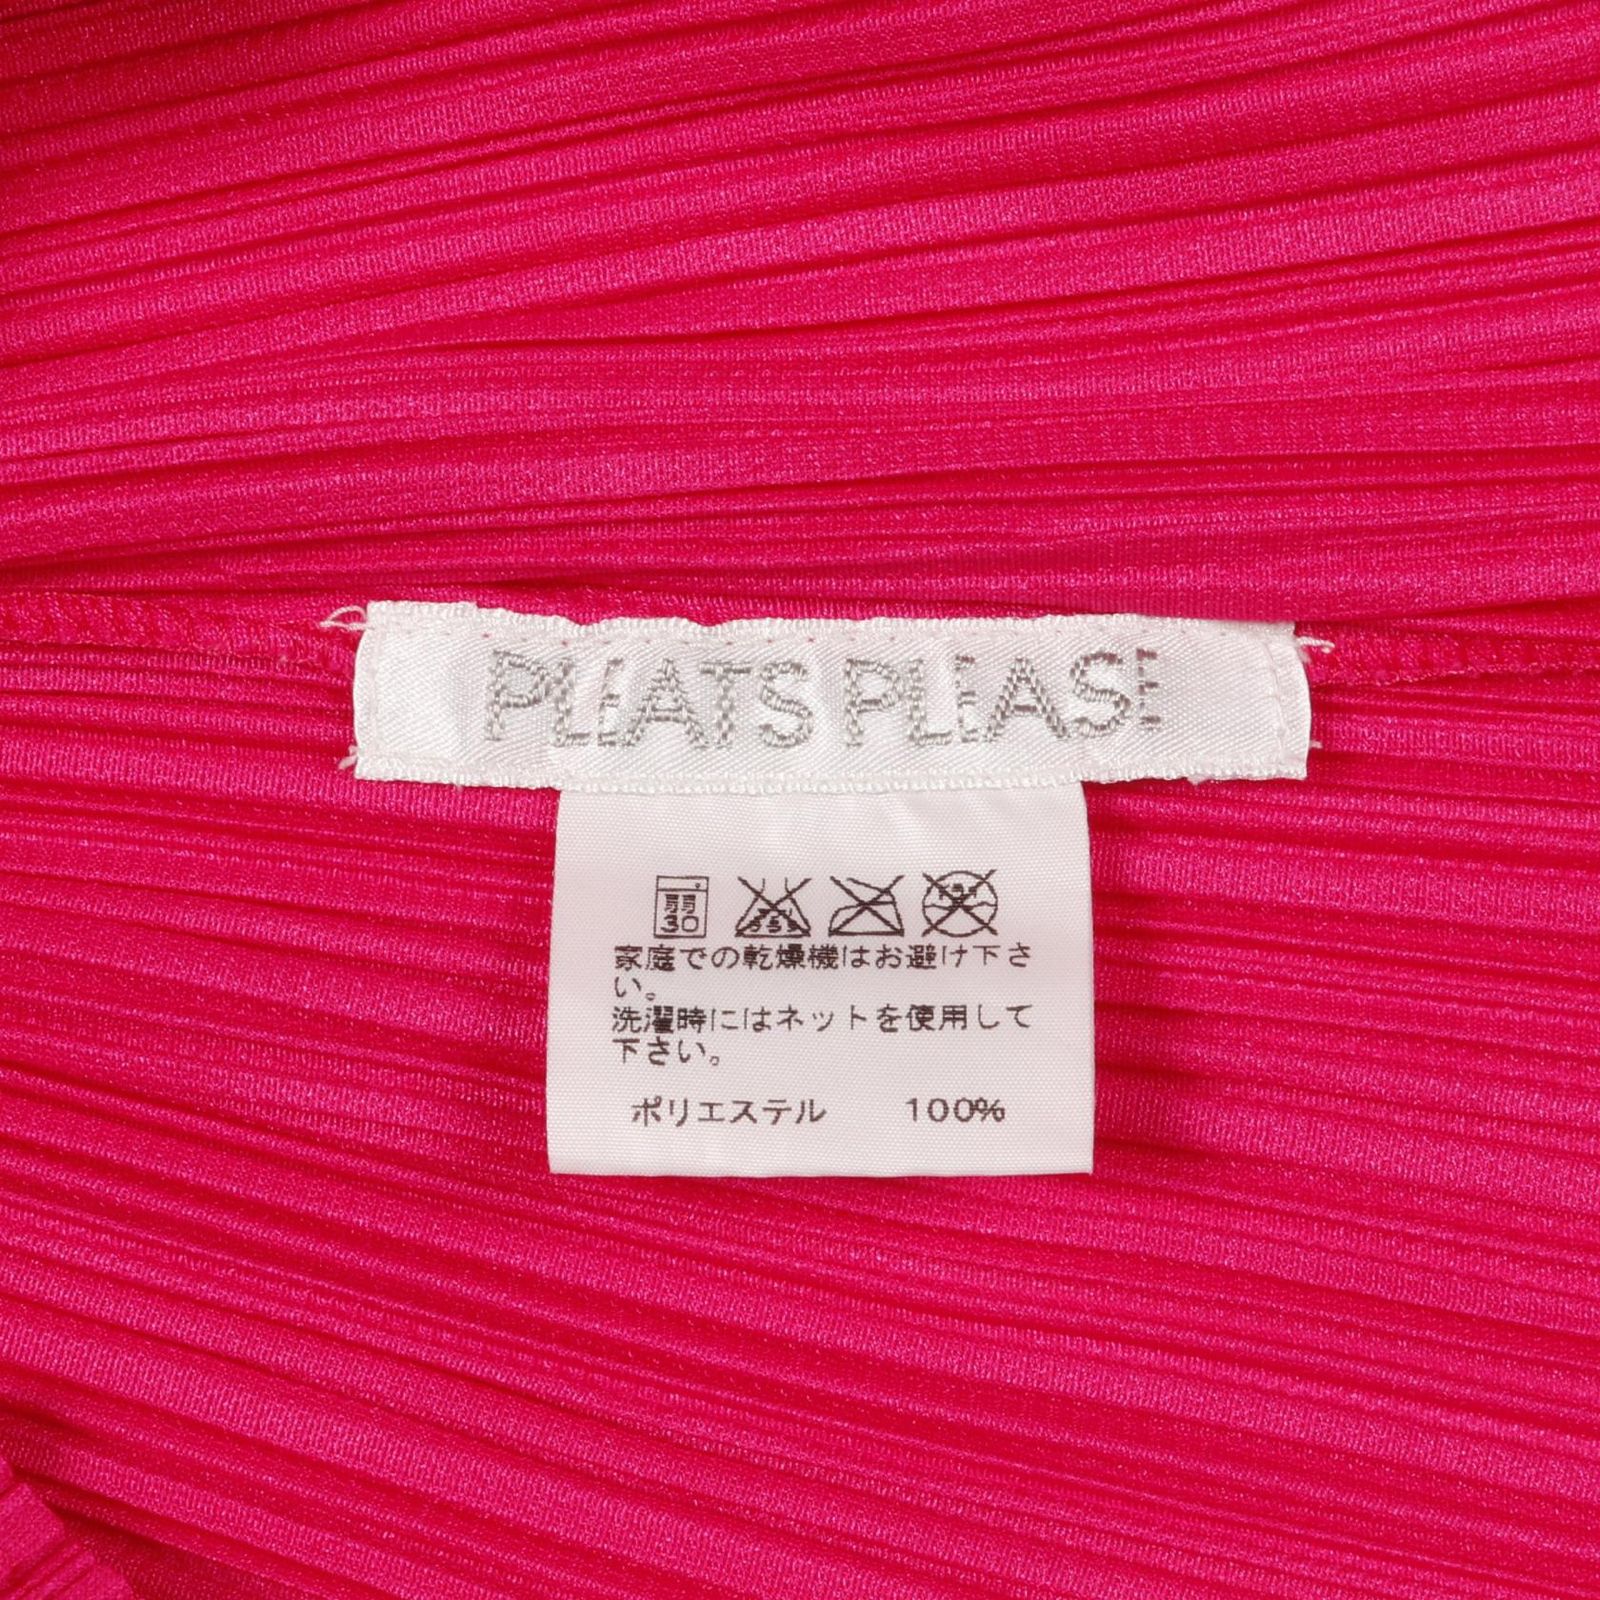 PLEATS PLEASE
弱
30
家庭での乾燥機はお避け下さ
い。
洗濯時にはネットを使用して
下さい。
ポリエステル 100%